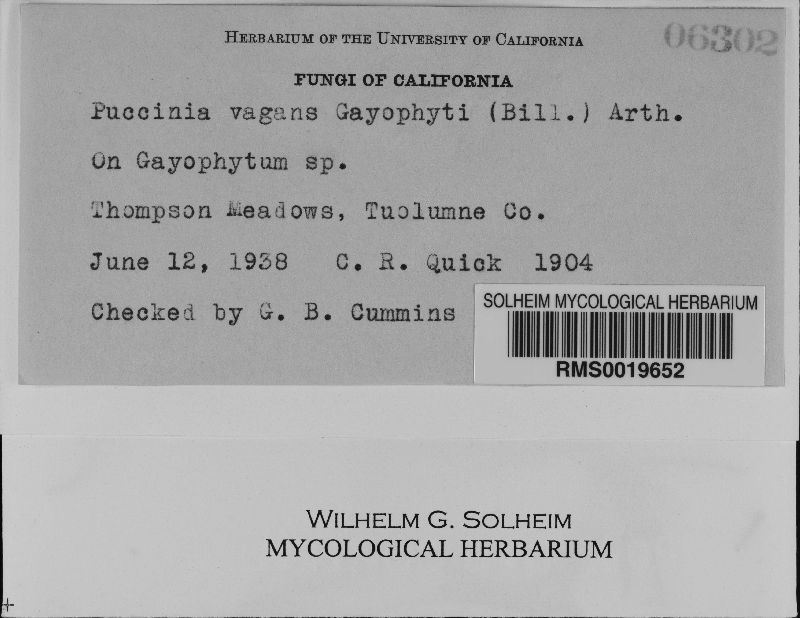 HERBARIUM OF THE UNIVERSITY OF CALIFORNIA
06302
FUNGI OF CALIFORNIA
Puccinia vagans Gayophyti (Bill.) Arth.
On Gayophytum sp.
Thompson Meadows, Tuolumne Co.
June 12, 1938 C. R. Quick 1904
Checked by G. B. Cummins
SOLHEIM MYCOLOGICAL HERBARIUM
RMS0019652
WILHELM G. SOLHEIM
MYCOLOGICAL HERBARIUM